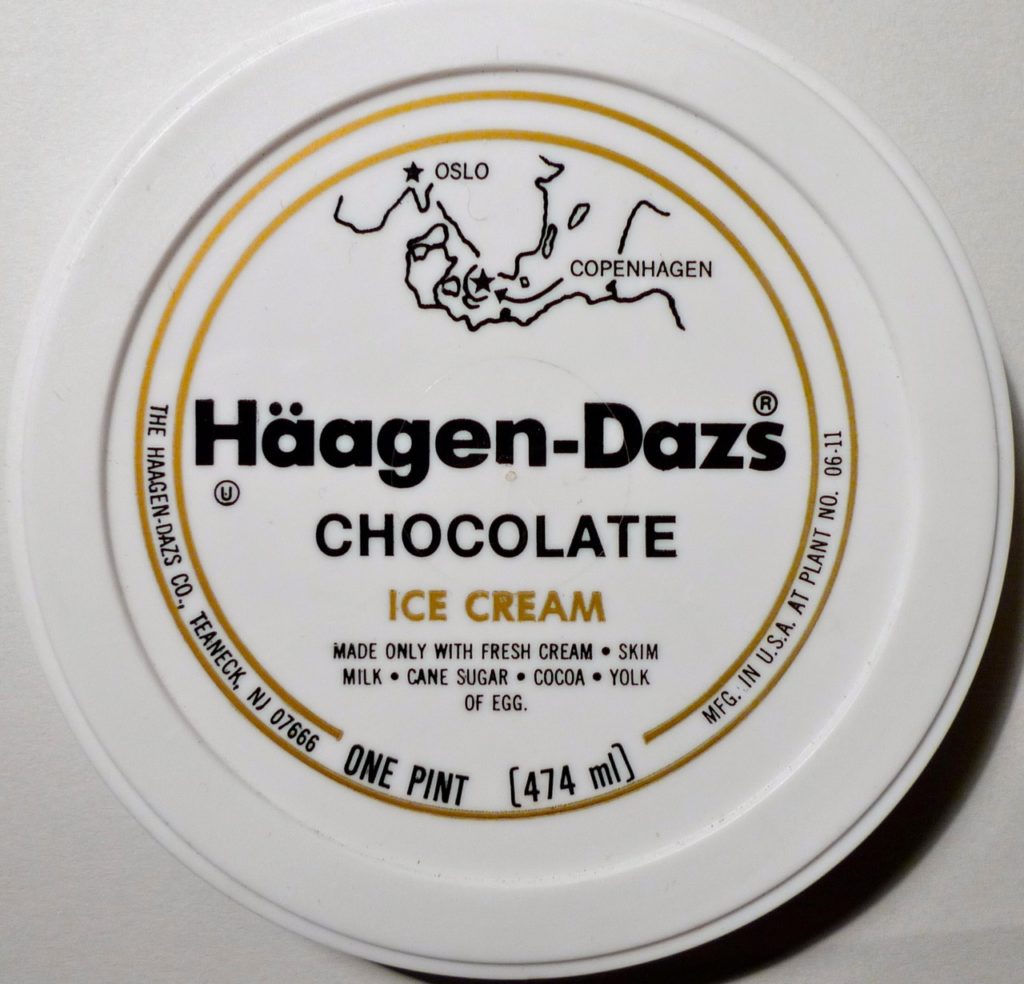 OSLO
COPENHAGEN
Häagen-Dazs®
Ⓤ
CHOCOLATE
ICE CREAM
MADE ONLY WITH FRESH CREAM • SKIM
MILK • CANE SUGAR • COCOA • YOLK
OF EGG.
THE HAAGEN-DAZS CO., TEANECK, NJ 07666
ONE PINT [474 ml]
MFG. IN U.S.A. AT PLANT NO. 06-11